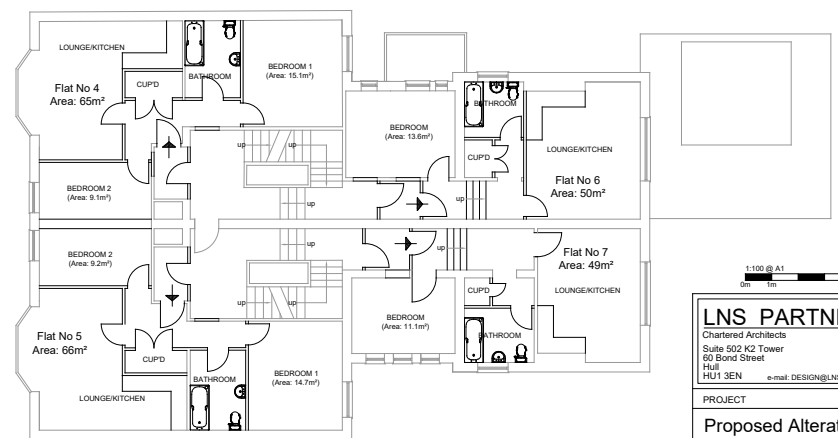 LOUNGE/KITCHEN
Flat No 4
Area: 65m²
CUP'D
BATHROOM
BEDROOM 1
(Area: 15.1m²)
BEDROOM 2
(Area: 9.1m²)
up
up
up
BEDROOM
(Area: 13.6m²)
BATHROOM
CUP'D
LOUNGE/KITCHEN
Flat No 6
Area: 50m²
up
BEDROOM 2
(Area: 9.2m²)
Flat No 5
Area: 66m²
CUP'D
LOUNGE/KITCHEN
BATHROOM
BEDROOM 1
(Area: 14.7m²)
up
up
up
up
BEDROOM
(Area: 11.1m²)
CUP'D
BATHROOM
Flat No 7
Area: 49m²
LOUNGE/KITCHEN
1:100 @ A1
0m 1m
LNS PARTN
Chartered Architects
Suite 502 K2 Tower
60 Bond Street
Hull
HU1 3EN e-mail: DESIGN@LNS
PROJECT
Proposed Alterat